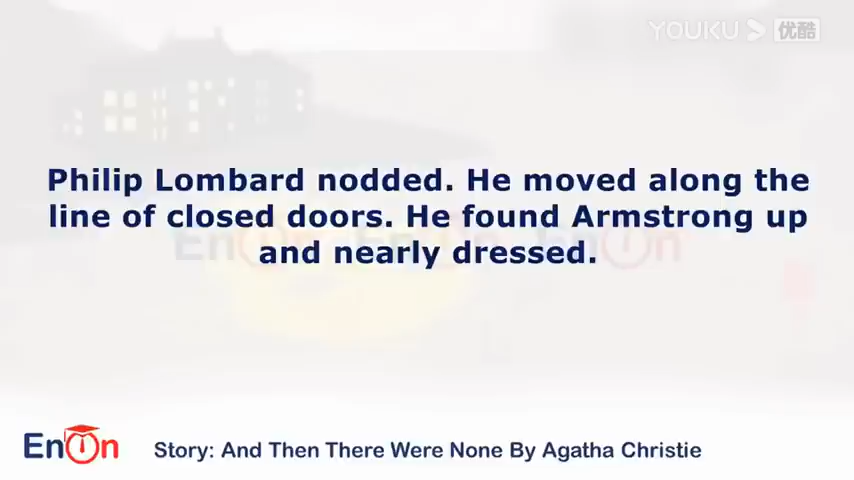 YOUKU 优酷
Philip Lombard nodded. He moved along the
line of closed doors. He found Armstrong up
and nearly dressed.
EnOn
Story: And Then There Were None By Agatha Christie